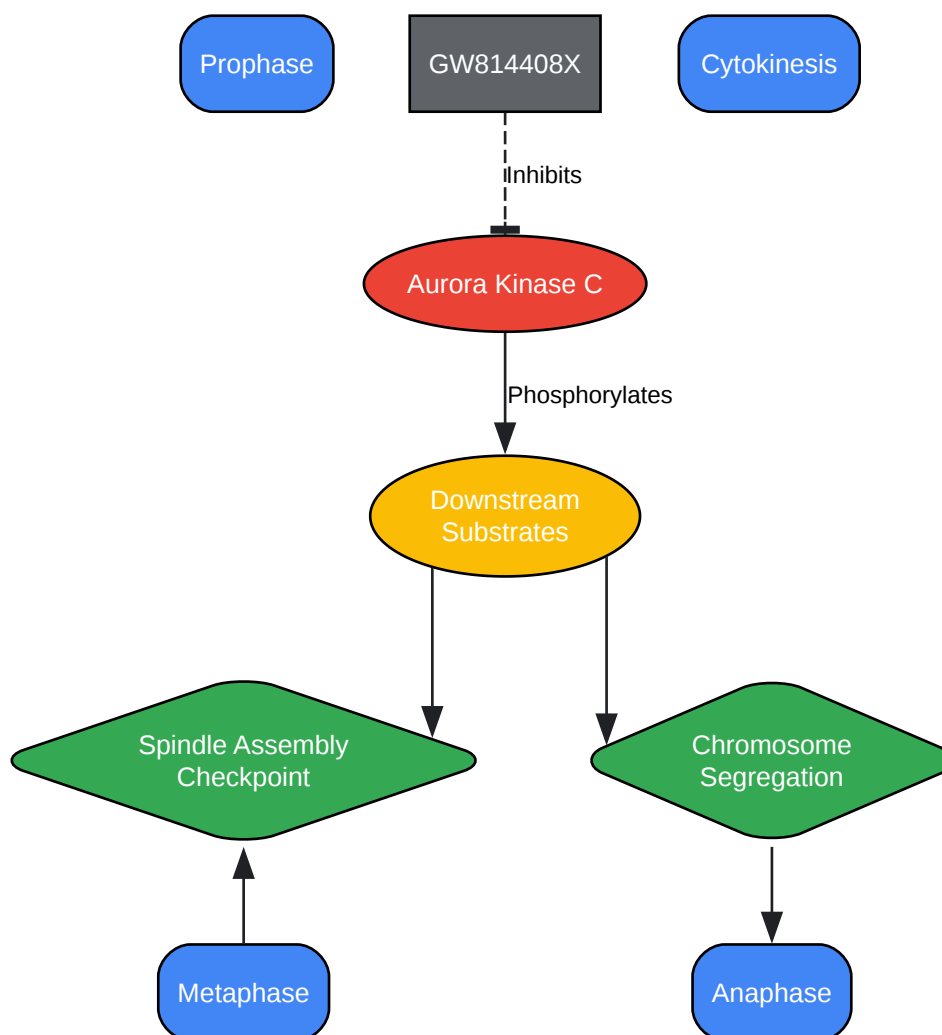 Prophase
GW814408X
Cytokinesis
Inhibits
Aurora Kinase C
Phosphorylates
Downstream
Substrates
Spindle Assembly
Checkpoint
Chromosome
Segregation
Metaphase
Anaphase